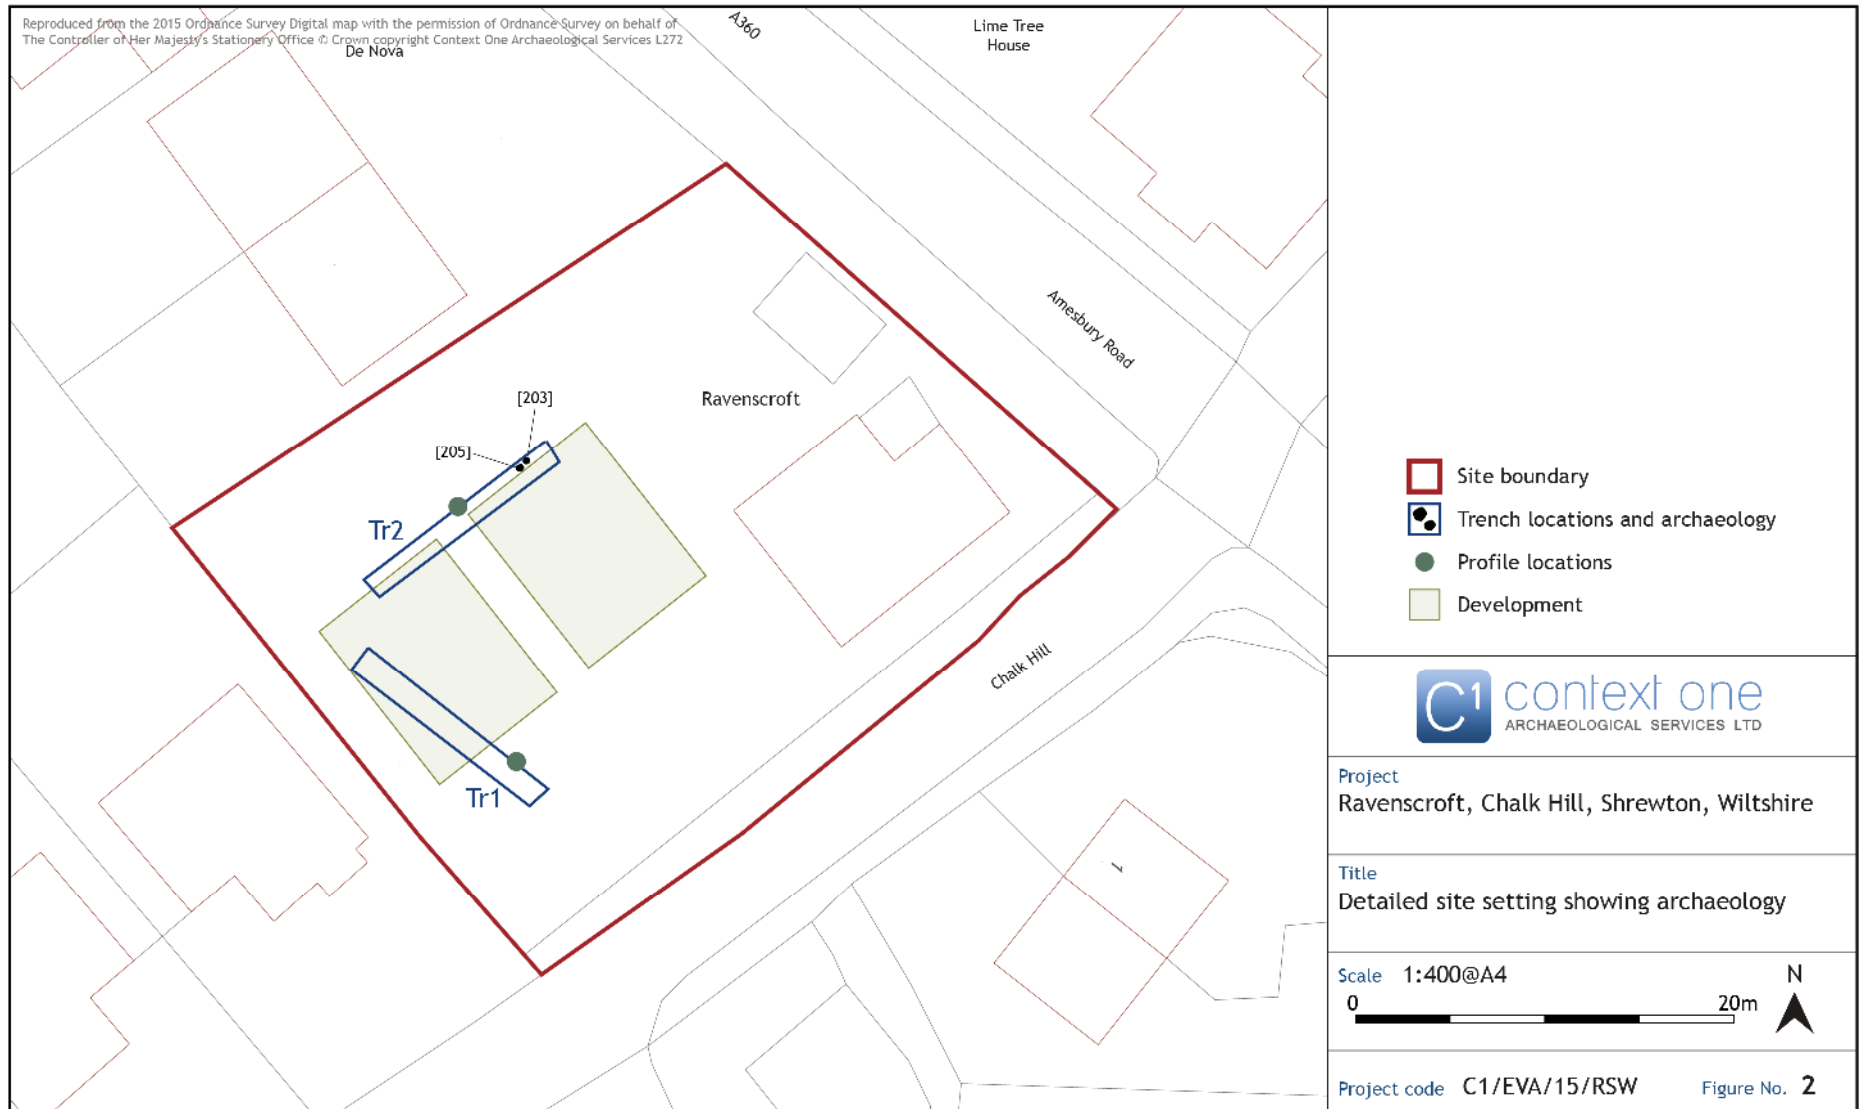 Reproduced from the 2015 Ordnance Survey Digital map with the permission of Ordnance Survey on behalf of
The Controller of Her Majesty's Stationery Office © Crown copyright Context One Archaeological Services L272
De Nova
A360
Lime Tree
House
Amesbury Road
Ravenscroft
[203]
[205]
Tr2
Chalk Hill
Tr1
1
Site boundary
Trench locations and archaeology
Profile locations
Development
C1 context one
ARCHAEOLOGICAL SERVICES LTD
Project
Ravenscroft, Chalk Hill, Shrewton, Wiltshire
Title
Detailed site setting showing archaeology
Scale 1:400@A4
N
0 20m
Project code C1/EVA/15/RSW Figure No. 2